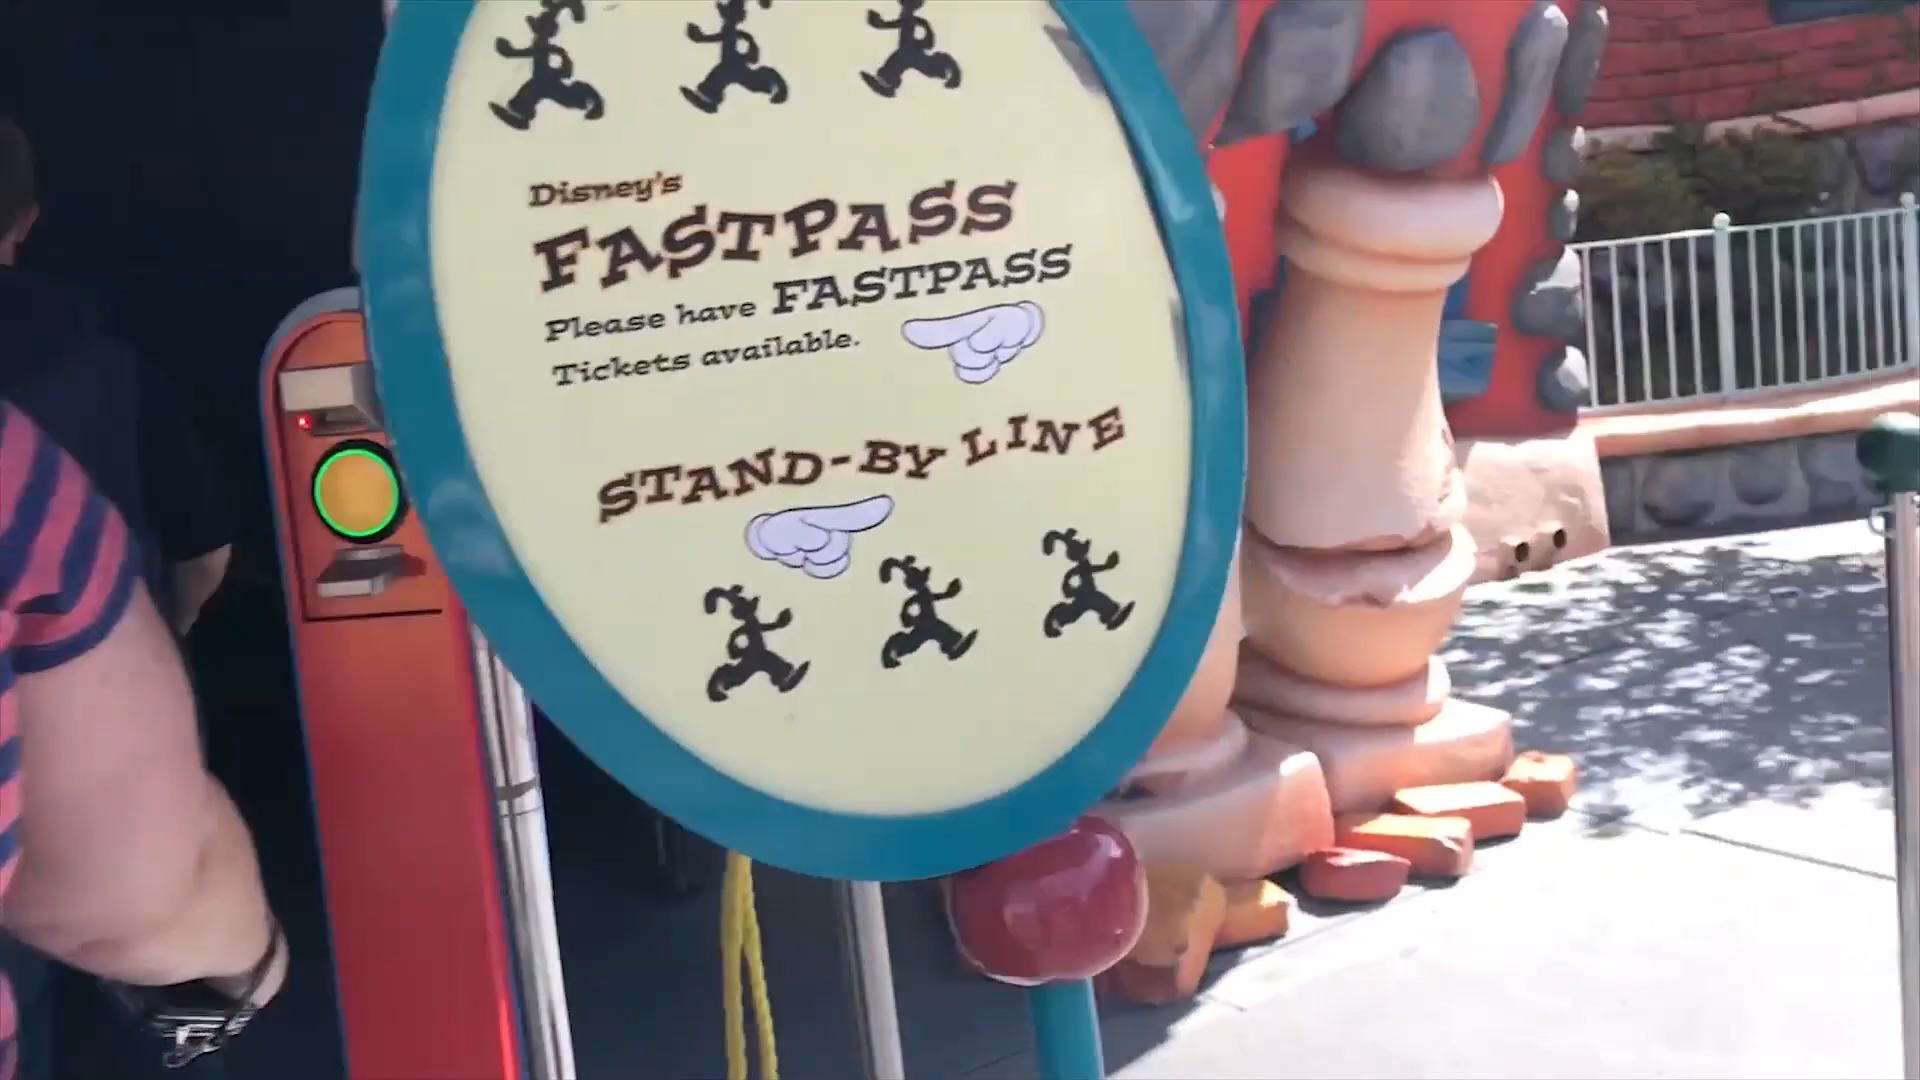 Disney's
FASTPASS
Please have FASTPASS
Tickets available.
STAND-BY LINE